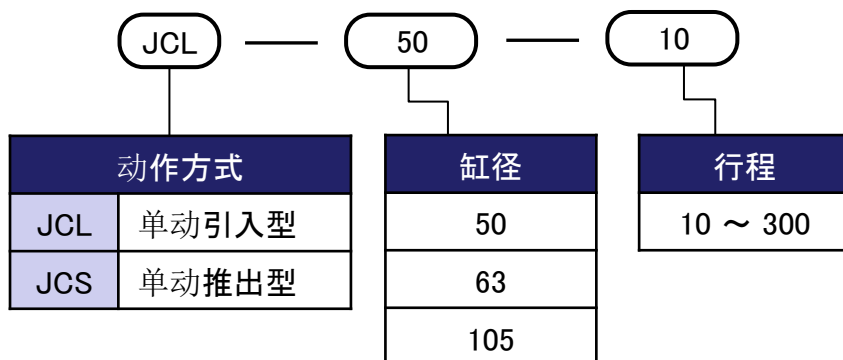 JCL — 50 — 10
动作方式
JCL 单动引入型
JCS 单动推出型
缸径
50
63
105
行程
10 ～ 300